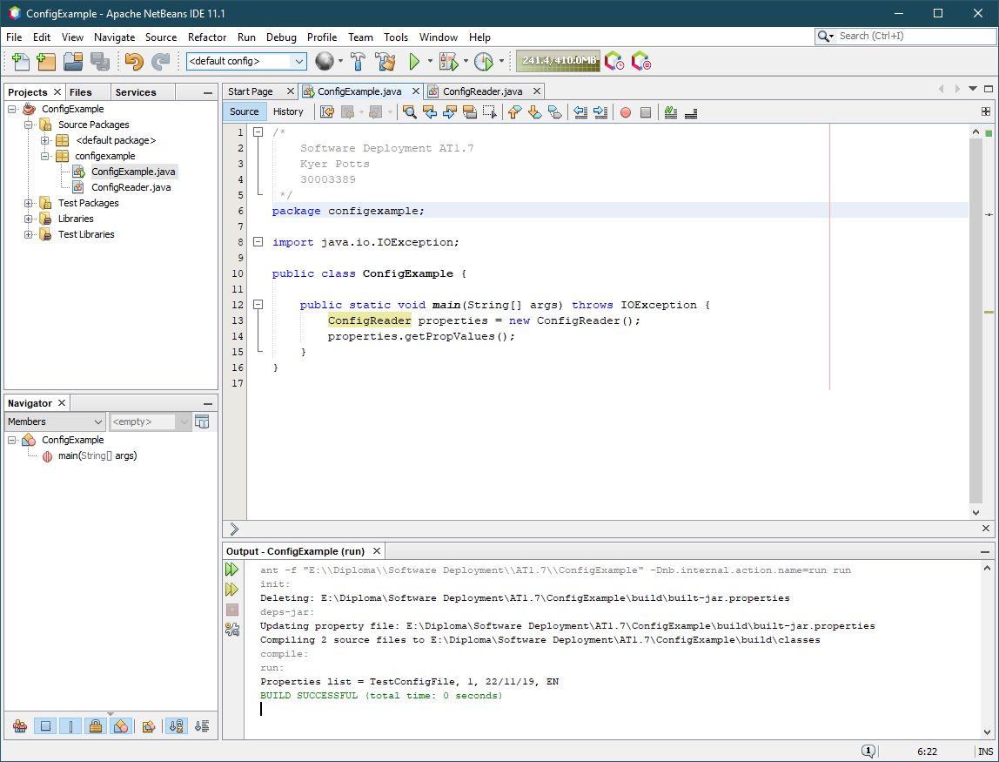 ConfigExample - Apache NetBeans IDE 11.1
File Edit View Navigate Source Refactor Run Debug Profile Team Tools Window Help
Search (Ctrl+I)
<default config>
241.4/410.0MB
Projects Files Services
ConfigExample
Source Packages
<default package>
configexample
ConfigExample.java
ConfigReader.java
Test Packages
Libraries
Test Libraries
Navigator
Members <empty>
ConfigExample
main(String[] args)
Start Page ConfigExample.java ConfigReader.java
Source History
1 /*
2 Software Deployment AT1.7
3 Kyer Potts
4 30003389
5 */
6 package configexample;
7
8 import java.io.IOException;
9
10 public class ConfigExample {
11
12 public static void main(String[] args) throws IOException {
13 ConfigReader properties = new ConfigReader();
14 properties.getPropValues();
15 }
16 }
17
Output - ConfigExample (run)
ant -f "E:\\Diploma\\Software Deployment\\AT1.7\\ConfigExample" -Dnb.internal.action.name=run run
init:
Deleting: E:\Diploma\Software Deployment\AT1.7\ConfigExample\build\built-jar.properties
deps-jar:
Updating property file: E:\Diploma\Software Deployment\AT1.7\ConfigExample\build\built-jar.properties
Compiling 2 source files to E:\Diploma\Software Deployment\AT1.7\ConfigExample\build\classes
compile:
run:
Properties list = TestConfigFile, 1, 22/11/19, EN
BUILD SUCCESSFUL (total time: 0 seconds)
1
6:22
INS